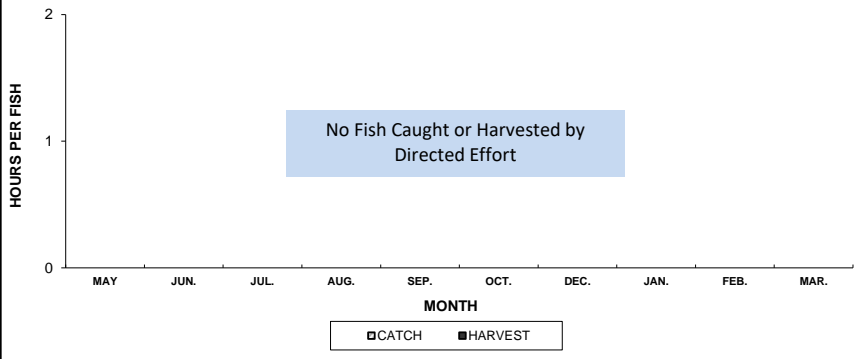 2
1
0
HOURS PER FISH
No Fish Caught or Harvested by
Directed Effort
MAY JUN. JUL. AUG. SEP. OCT. DEC. JAN. FEB. MAR.
MONTH
CATCH HARVEST